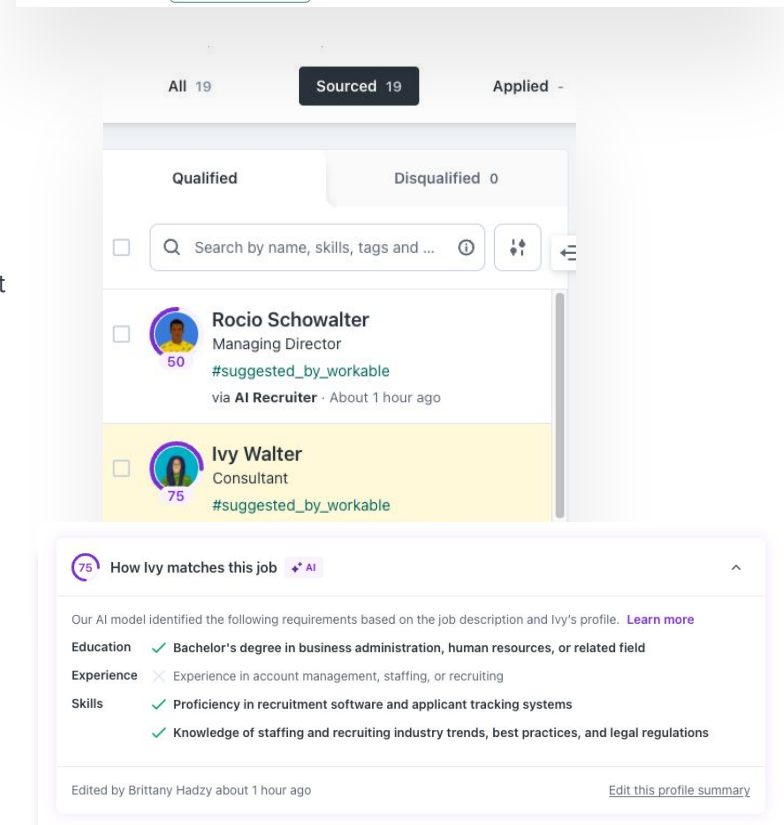 All 19
Sourced 19
Applied -
Qualified
Disqualified 0
Search by name, skills, tags and ...
t
Rocio Schowalter
Managing Director
50
#suggested_by_workable
via AI Recruiter · About 1 hour ago
Ivy Walter
Consultant
75
#suggested_by_workable
75 How Ivy matches this job AI
Our AI model identified the following requirements based on the job description and Ivy's profile. Learn more
Education Bachelor's degree in business administration, human resources, or related field
Experience Experience in account management, staffing, or recruiting
Skills Proficiency in recruitment software and applicant tracking systems
Knowledge of staffing and recruiting industry trends, best practices, and legal regulations
Edited by Brittany Hadzy about 1 hour ago Edit this profile summary